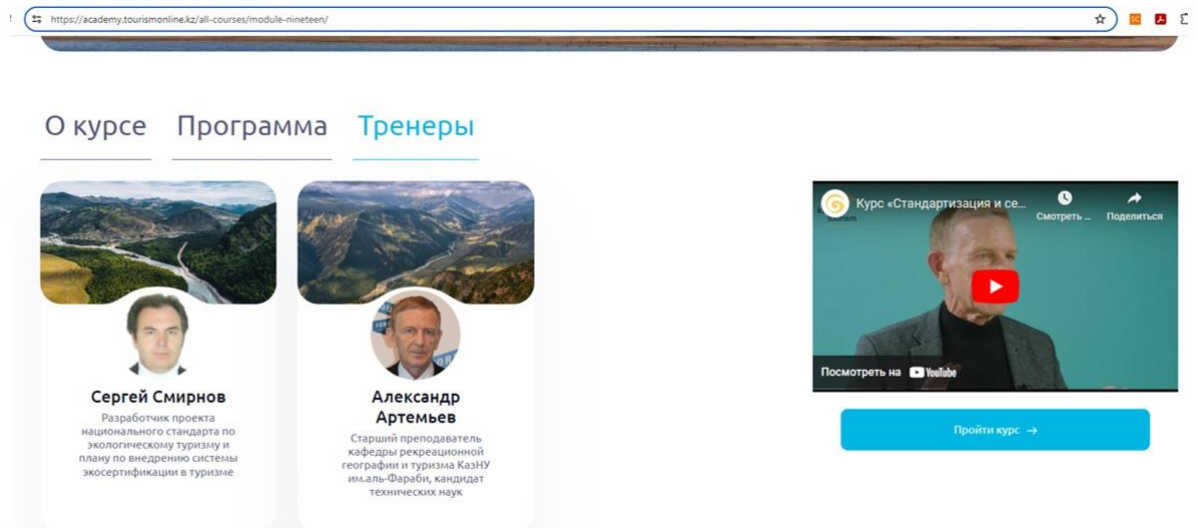 https://academy.tourismonline.kz/all-courses/module-nineteen/
О курсе Программа Тренеры
Сергей Смирнов
Разработчик проекта
национального стандарта по
экологическому туризму и
плану по внедрению системы
экосертификации в туризме
Александр
Артемьев
Старший преподаватель
кафедры рекреационной
географии и туризма КазНУ
им.аль-Фараби, кандидат
технических наук
Курс «Стандартизация и се...
Смотреть ... Поделиться
Посмотреть на YouTube
Пройти курс →